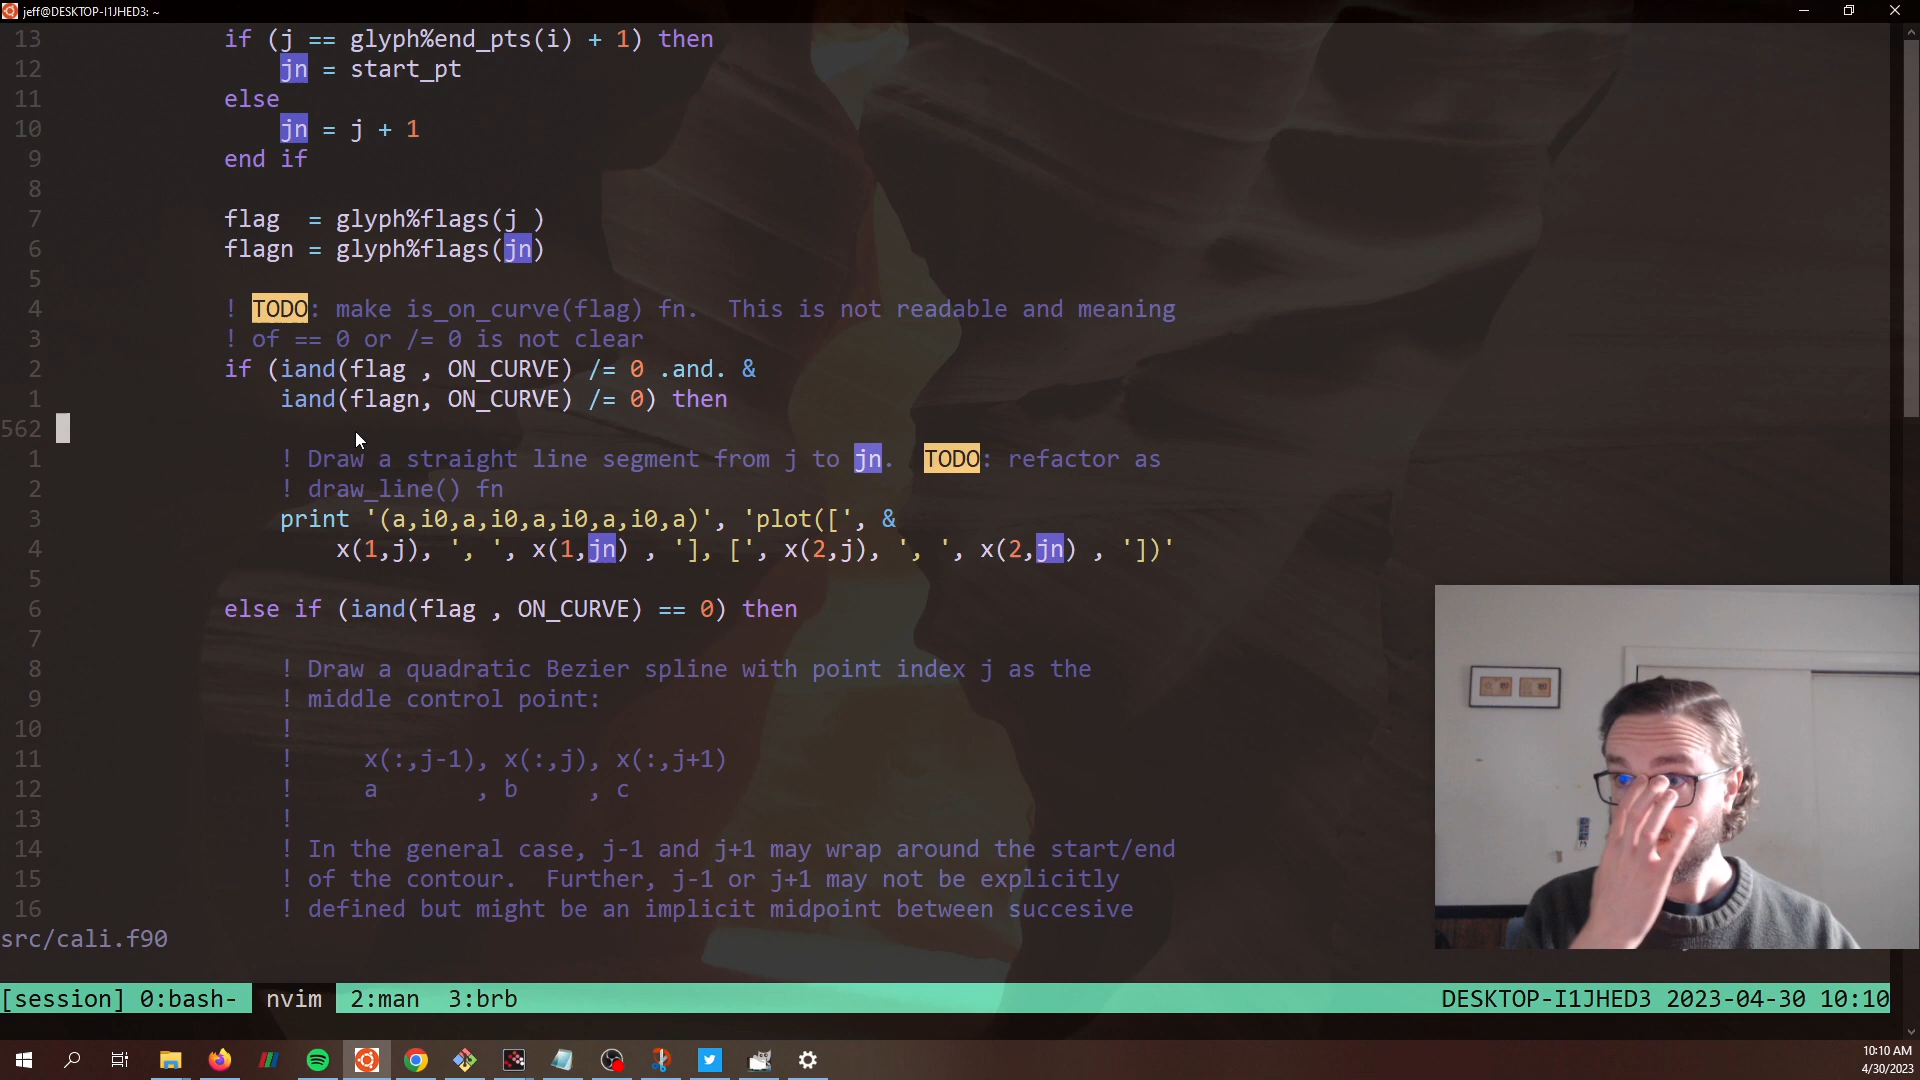 jeff@DESKTOP-I1JHED3: ~
13 if (j == glyph%end_pts(i) + 1) then
12 jn = start_pt
11 else
10 jn = j + 1
9 end if
8
7 flag  = glyph%flags(j )
6 flagn = glyph%flags(jn)
5
4 ! TODO: make is_on_curve(flag) fn.  This is not readable and meaning
3 ! of == 0 or /= 0 is not clear
2 if (iand(flag , ON_CURVE) /= 0 .and. &
1 iand(flagn, ON_CURVE) /= 0) then
562
1 ! Draw a straight line segment from j to jn.  TODO: refactor as
2 ! draw_line() fn
3 print '(a,i0,a,i0,a,i0,a,i0,a)', 'plot([', &
4 x(1,j), ', ', x(1,jn) , '], [', x(2,j), ', ', x(2,jn) , '])'
5
6 else if (iand(flag , ON_CURVE) == 0) then
7
8 ! Draw a quadratic Bezier spline with point index j as the
9 ! middle control point:
10 !
11 !     x(:,j-1), x(:,j), x(:,j+1)
12 !     a       , b     , c
13 !
14 ! In the general case, j-1 and j+1 may wrap around the start/end
15 ! of the contour.  Further, j-1 or j+1 may not be explicitly
16 ! defined but might be an implicit midpoint between succesive
src/cali.f90
[session] 0:bash- nvim 2:man  3:brb DESKTOP-I1JHED3 2023-04-30 10:10
10:10 AM
4/30/2023